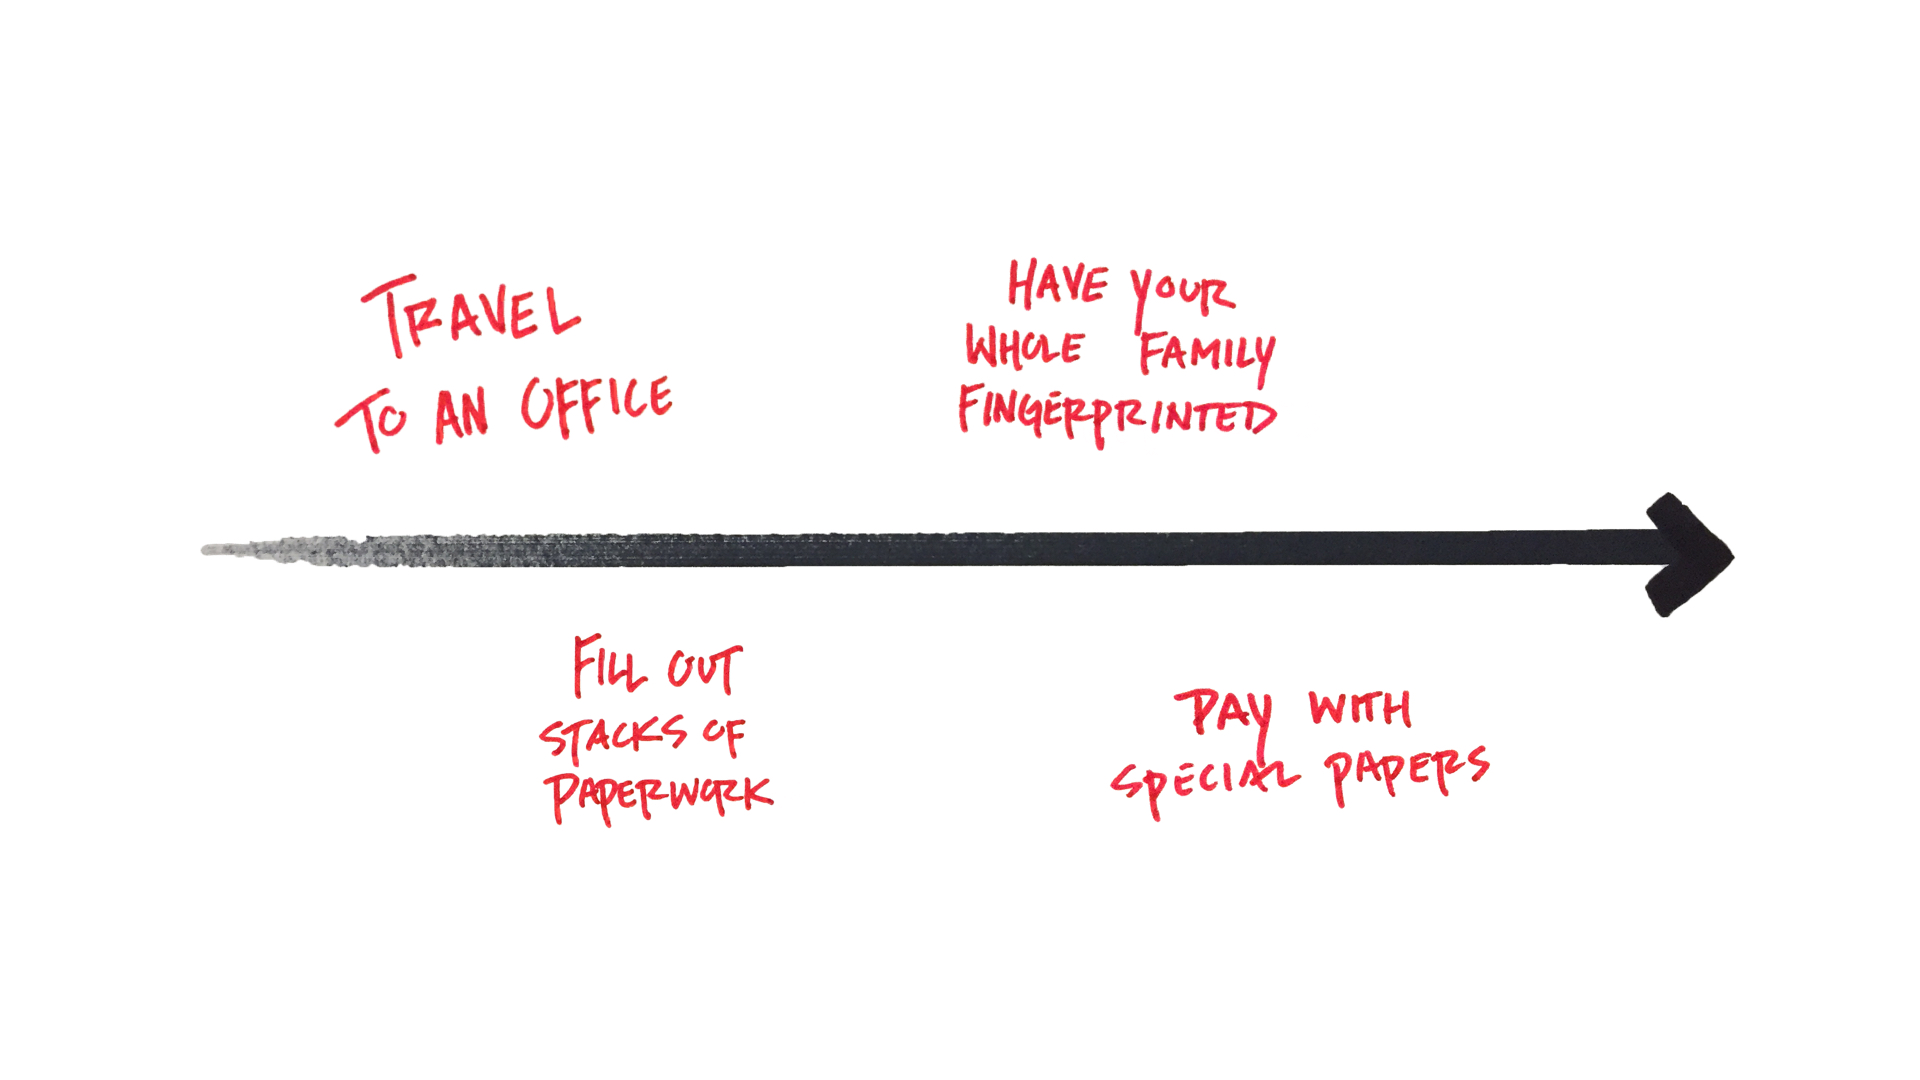 TRAVEL
TO AN OFFICE
FILL OUT
STACKS OF
PAPERWORK
HAVE YOUR
WHOLE FAMILY
FINGERPRINTED
PAY WITH
SPECIAL PAPERS